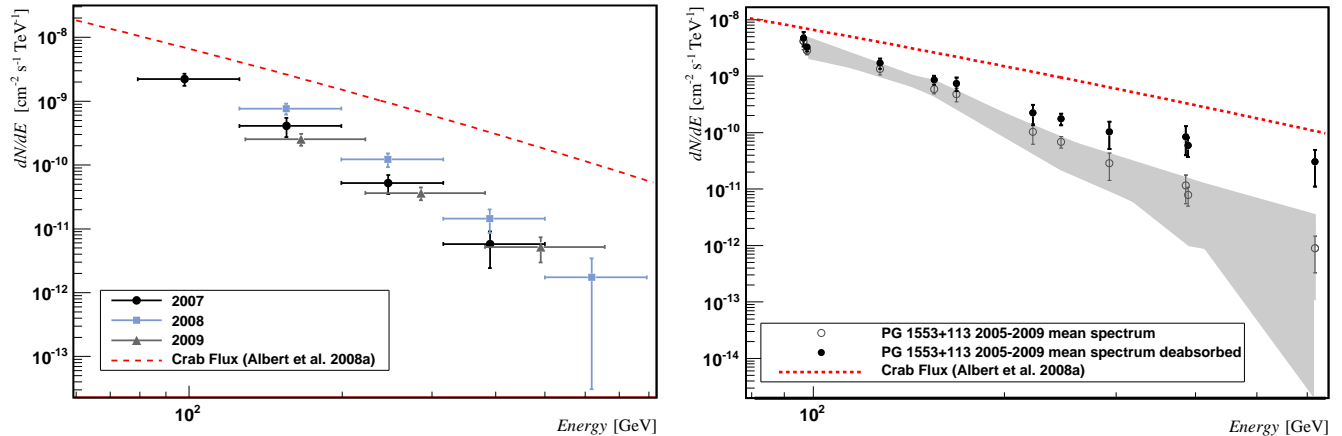 dN/dE [cm⁻² s⁻¹ TeV⁻¹]
10⁻⁸
10⁻⁹
10⁻¹⁰
10⁻¹¹
10⁻¹²
10⁻¹³
2007
2008
2009
Crab Flux (Albert et al. 2008a)
10²
Energy [GeV]
dN/dE [cm⁻² s⁻¹ TeV⁻¹]
10⁻⁸
10⁻⁹
10⁻¹⁰
10⁻¹¹
10⁻¹²
10⁻¹³
10⁻¹⁴
PG 1553+113 2005-2009 mean spectrum
PG 1553+113 2005-2009 mean spectrum deabsorbed
Crab Flux (Albert et al. 2008a)
10²
Energy [GeV]